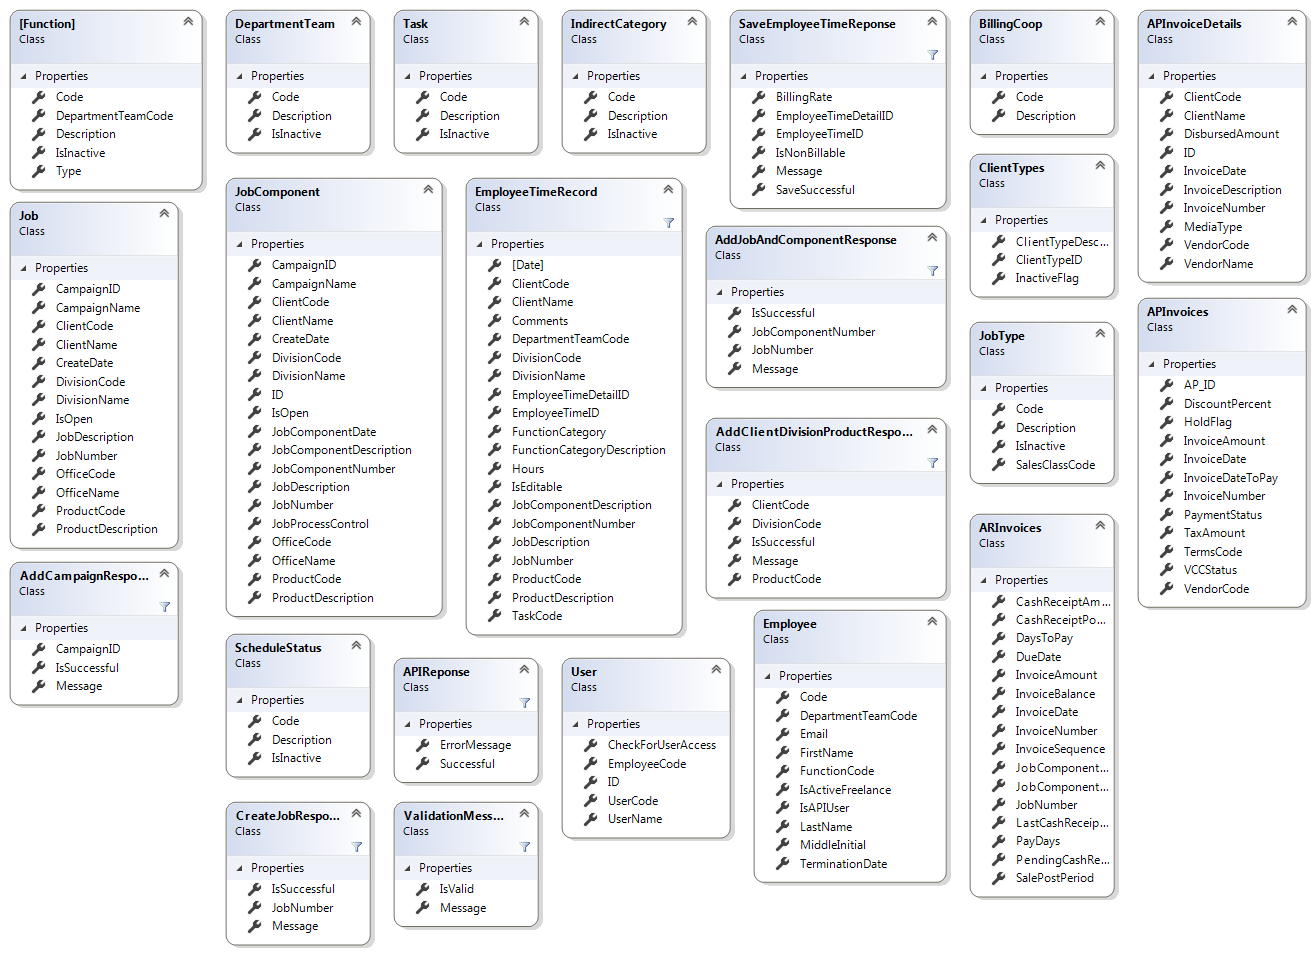 [Function]
Class
Properties
Code
DepartmentTeamCode
Description
IsInactive
Type
Job
Class
Properties
CampaignID
CampaignName
ClientCode
ClientName
CreateDate
DivisionCode
DivisionName
IsOpen
JobDescription
JobNumber
OfficeCode
OfficeName
ProductCode
ProductDescription
AddCampaignRespo...
Class
Properties
CampaignID
IsSuccessful
Message
DepartmentTeam
Class
Properties
Code
Description
IsInactive
Task
Class
Properties
Code
Description
IsInactive
IndirectCategory
Class
Properties
Code
Description
IsInactive
JobComponent
Class
Properties
CampaignID
CampaignName
ClientCode
ClientName
CreateDate
DivisionCode
DivisionName
ID
IsOpen
JobComponentDate
JobComponentDescription
JobComponentNumber
JobDescription
JobNumber
JobProcessControl
OfficeCode
OfficeName
ProductCode
ProductDescription
EmployeeTimeRecord
Class
Properties
[Date]
ClientCode
ClientName
Comments
DepartmentTeamCode
DivisionCode
DivisionName
EmployeeTimeDetailID
EmployeeTimeID
FunctionCategory
FunctionCategoryDescription
Hours
IsEditable
JobComponentDescription
JobComponentNumber
JobDescription
JobNumber
ProductCode
ProductDescription
TaskCode
ScheduleStatus
Class
Properties
Code
Description
IsInactive
CreateJobRespo...
Class
Properties
IsSuccessful
JobNumber
Message
APIReponse
Class
Properties
ErrorMessage
Successful
ValidationMess...
Class
Properties
IsValid
Message
User
Class
Properties
CheckForUserAccess
EmployeeCode
ID
UserCode
UserName
SaveEmployeeTimeReponse
Class
Properties
BillingRate
EmployeeTimeDetailID
EmployeeTimeID
IsNonBillable
Message
SaveSuccessful
AddJobAndComponentResponse
Class
Properties
IsSuccessful
JobComponentNumber
JobNumber
Message
AddClientDivisionProductRespo...
Class
Properties
ClientCode
DivisionCode
IsSuccessful
Message
ProductCode
Employee
Class
Properties
Code
DepartmentTeamCode
Email
FirstName
FunctionCode
IsActiveFreelance
IsAPIUser
LastName
MiddleInitial
TerminationDate
BillingCoop
Class
Properties
Code
Description
ClientTypes
Class
Properties
ClientTypeDesc...
ClientTypeID
InactiveFlag
JobType
Class
Properties
Code
Description
IsInactive
SalesClassCode
ARInvoices
Class
Properties
CashReceiptAm...
CashReceiptPo...
DaysToPay
DueDate
InvoiceAmount
InvoiceBalance
InvoiceDate
InvoiceNumber
InvoiceSequence
JobComponent...
JobComponent...
JobNumber
LastCashReceip...
PayDays
PendingCashRe...
SalePostPeriod
APInvoiceDetails
Class
Properties
ClientCode
ClientName
DisbursedAmount
ID
InvoiceDate
InvoiceDescription
InvoiceNumber
MediaType
VendorCode
VendorName
APInvoices
Class
Properties
AP_ID
DiscountPercent
HoldFlag
InvoiceAmount
InvoiceDate
InvoiceDateToPay
InvoiceNumber
PaymentStatus
TaxAmount
TermsCode
VCCStatus
VendorCode